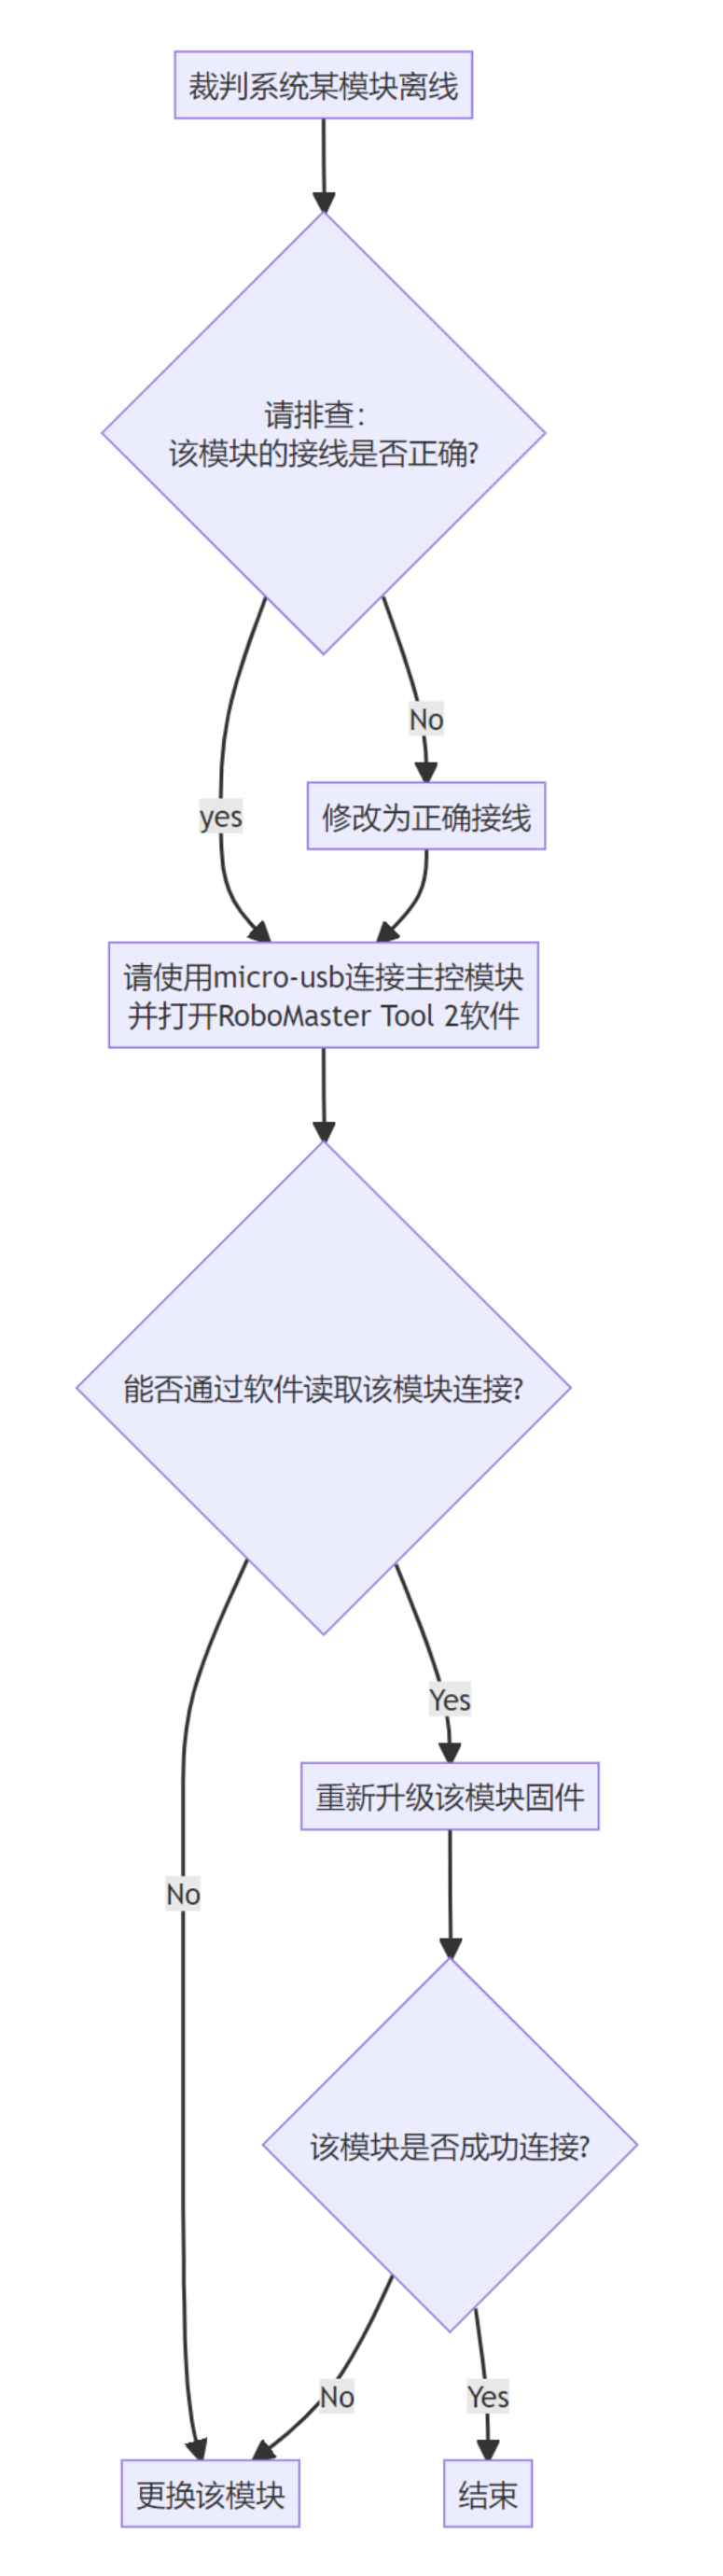 裁判系统某模块离线
请排查：
该模块的接线是否正确?
No
yes
修改为正确接线
请使用micro-usb连接主控模块
并打开RoboMaster Tool 2软件
能否通过软件读取该模块连接?
Yes
重新升级该模块固件
No
该模块是否成功连接?
No
Yes
更换该模块
结束